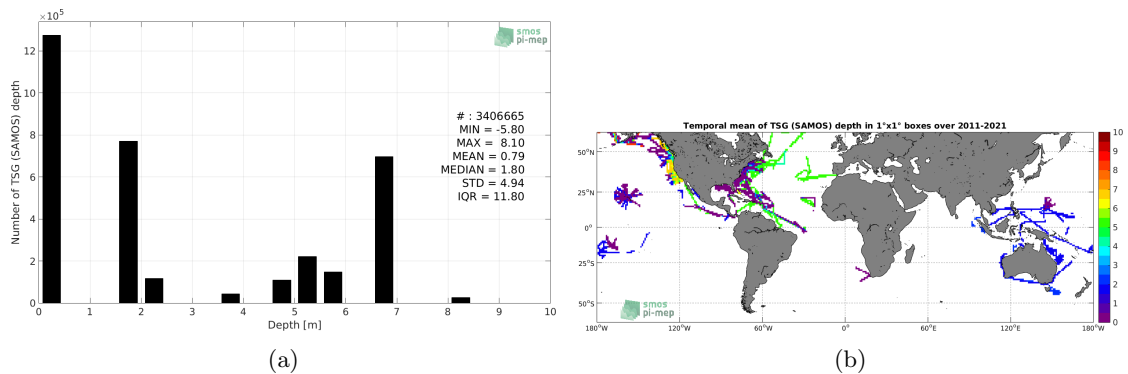 ×10⁵
12
10
8
6
4
2
0
Number of TSG (SAMOS) depth
smos
pi-mep
# : 3406665
MIN = -5.80
MAX = 8.10
MEAN = 0.79
MEDIAN = 1.80
STD = 4.94
IQR = 11.80
0 1 2 3 4 5 6 7 8 9 10
Depth [m]
(a)
Temporal mean of TSG (SAMOS) depth in 1°x1° boxes over 2011-2021
50°N
25°N
0°
25°S
50°S
smos
pi-mep
180°W 120°W 60°W 0° 60°E 120°E 180°W
10
9
8
7
6
5
4
3
2
1
0
(b)